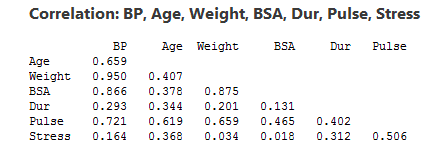 Correlation: BP, Age, Weight, BSA, Dur, Pulse, Stress
BP Age Weight BSA Dur Pulse
Age 0.659
Weight 0.950 0.407
BSA 0.866 0.378 0.875
Dur 0.293 0.344 0.201 0.131
Pulse 0.721 0.619 0.659 0.465 0.402
Stress 0.164 0.368 0.034 0.018 0.312 0.506